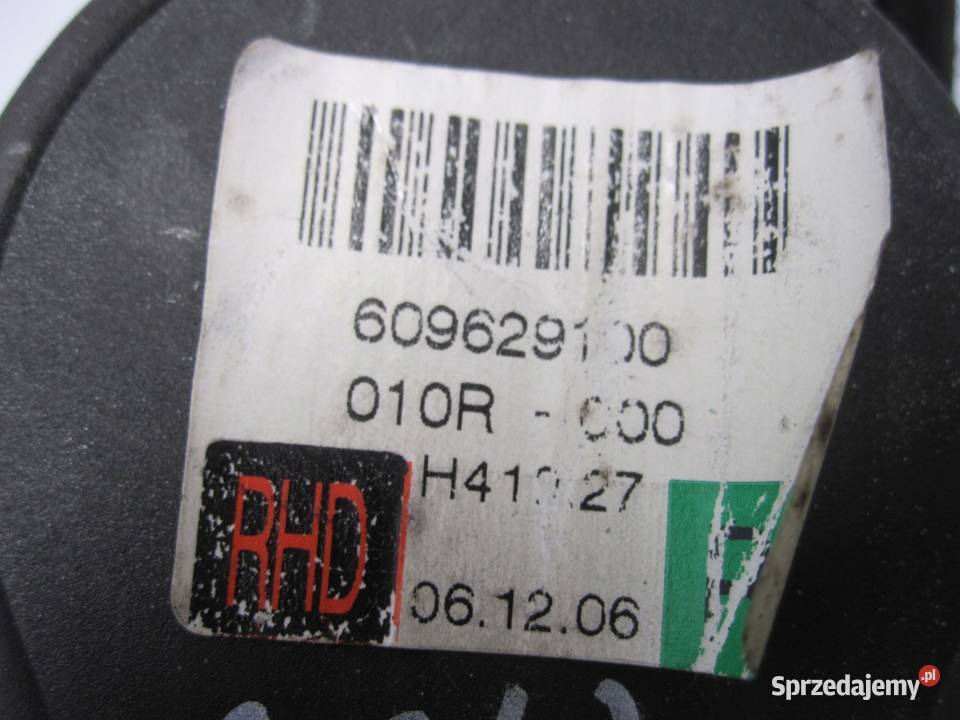 609629100
010R - 000
RHD
06.12.06
Sprzedajemy.pl